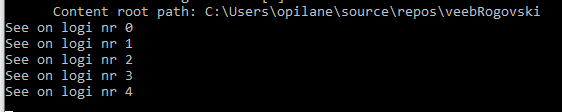 Content root path: C:\Users\opilane\source\repos\veebRogovski
See on logi nr 0
See on logi nr 1
See on logi nr 2
See on logi nr 3
See on logi nr 4